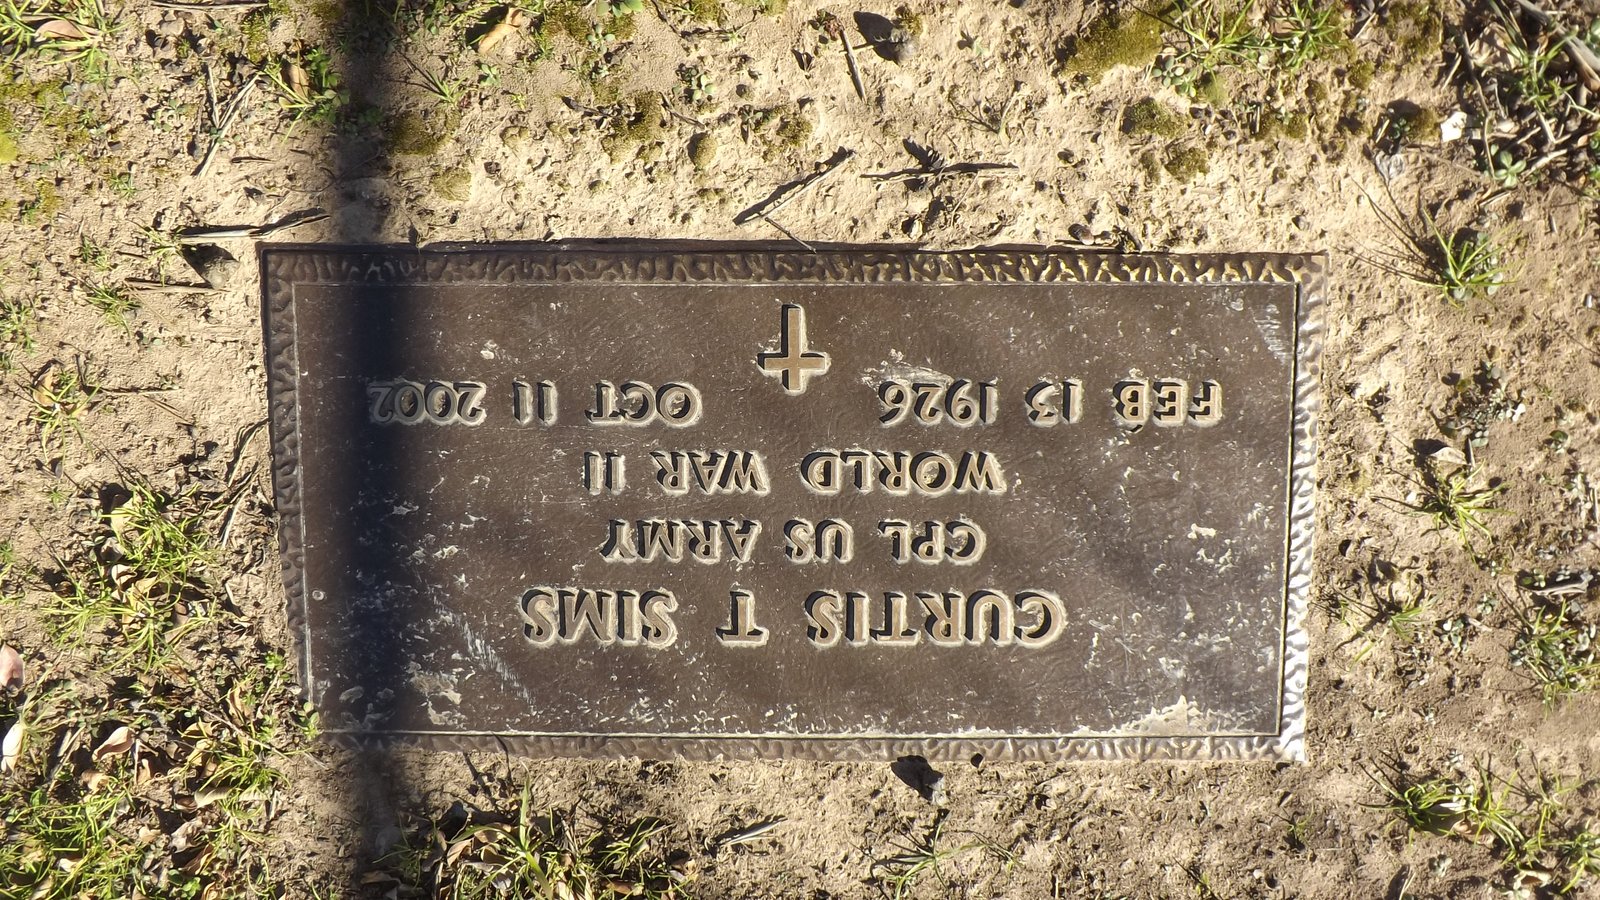 CURTIS T SIMS
CPL US ARMY
WORLD WAR II
FEB 13 1926 OCT 11 2002